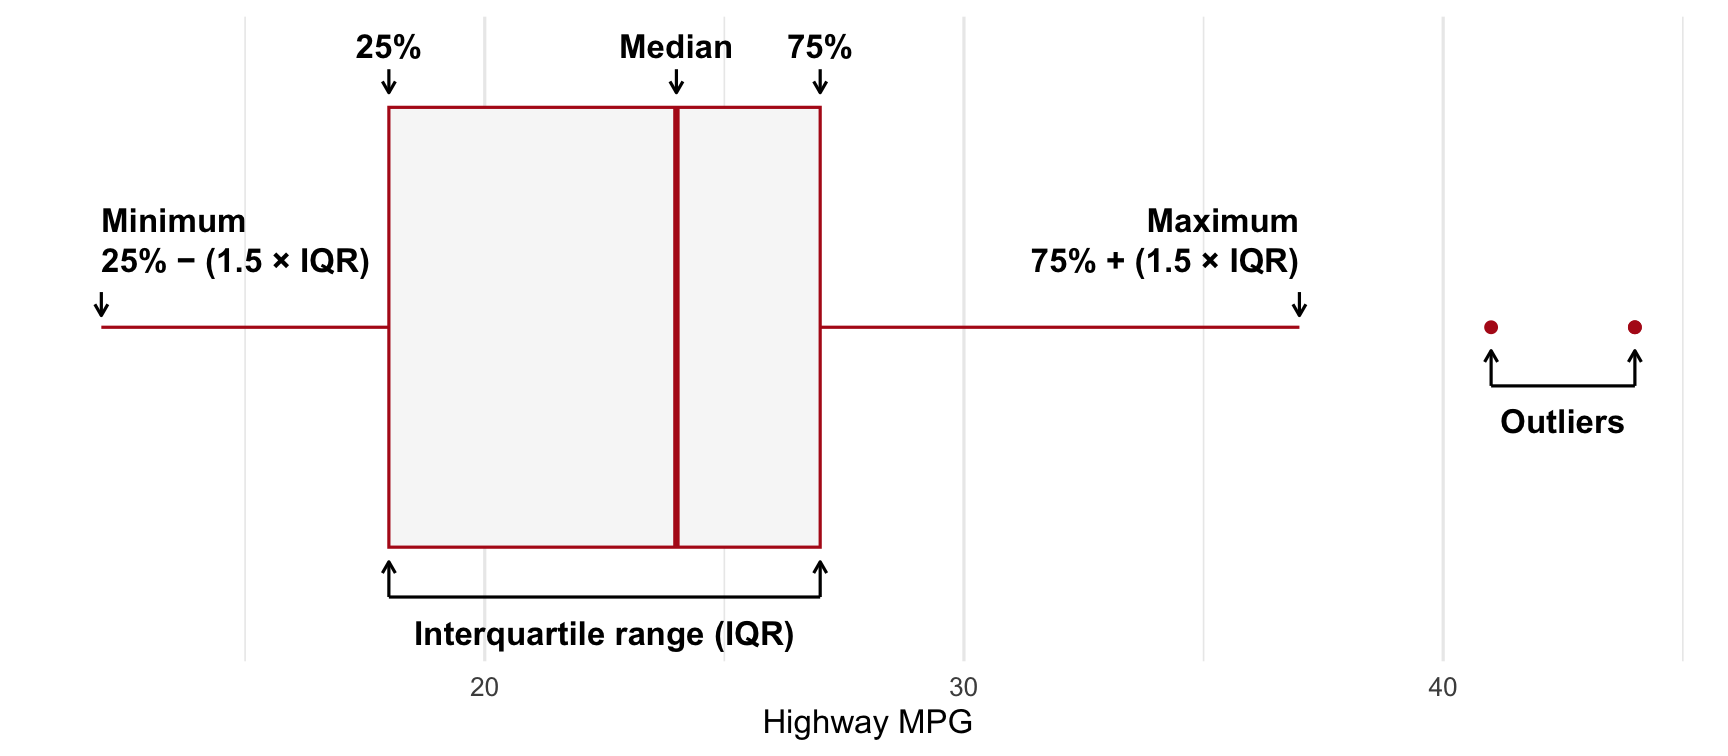 25%
Median
75%
Minimum
25% − (1.5 × IQR)
Maximum
75% + (1.5 × IQR)
Outliers
Interquartile range (IQR)
20
30
40
Highway MPG